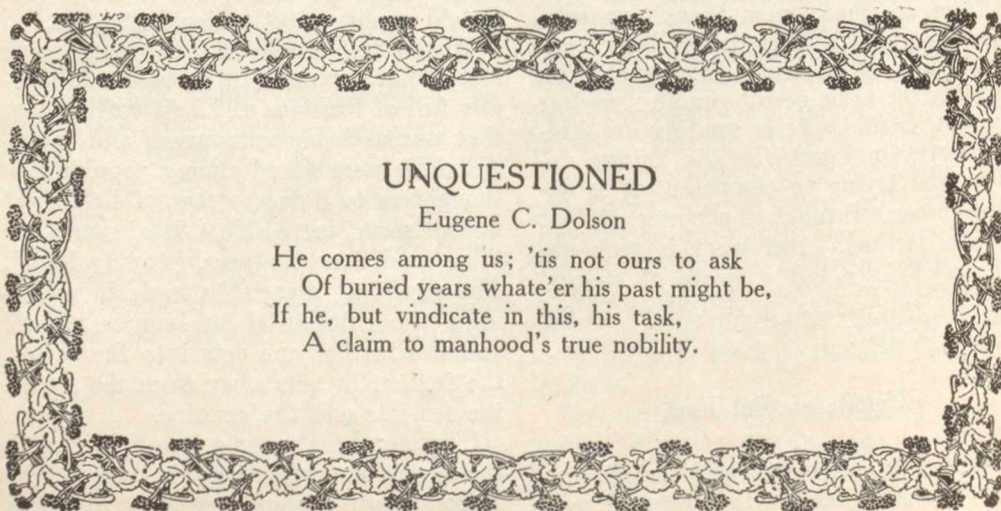 UNQUESTIONED
Eugene C. Dolson
He comes among us; 'tis not ours to ask
Of buried years whate'er his past might be,
If he, but vindicate in this, his task,
A claim to manhood's true nobility.